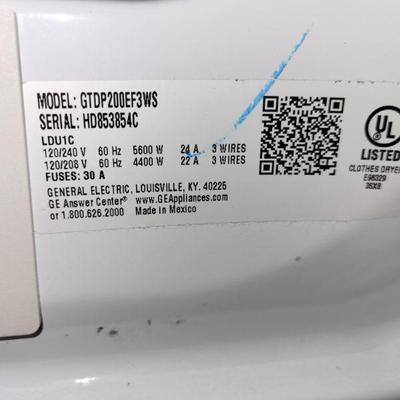 MODEL: GTDP200EF3WS
SERIAL: HD853854C
LDU1C
120/240 V 60 Hz 5600 W 24 A 3 WIRES
120/208 V 60 Hz 4400 W 22 A 3 WIRES
FUSES: 30 A
GENERAL ELECTRIC, LOUISVILLE, KY. 40225
GE Answer Center® www.GEAppliances.com
or 1.800.626.2000 Made in Mexico
UL
LISTED
CLOTHES DRYER
E96329
35XB